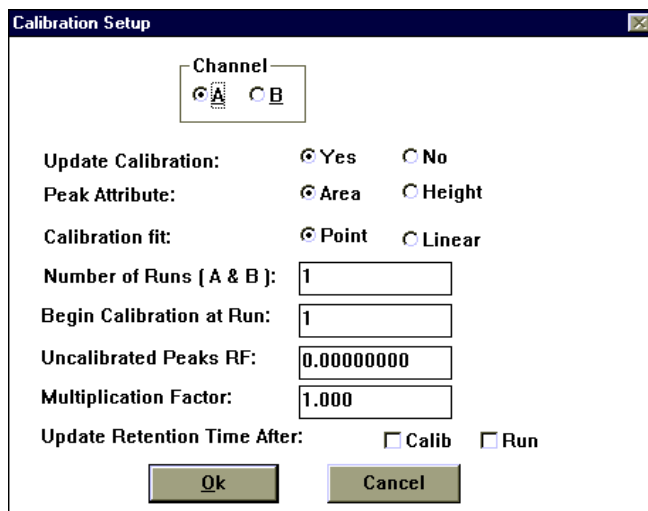 Calibration Setup
Channel
A B
Update Calibration: Yes No
Peak Attribute: Area Height
Calibration fit: Point Linear
Number of Runs ( A & B ): 1
Begin Calibration at Run: 1
Uncalibrated Peaks RF: 0.00000000
Multiplication Factor: 1.000
Update Retention Time After: Calib Run
Ok Cancel